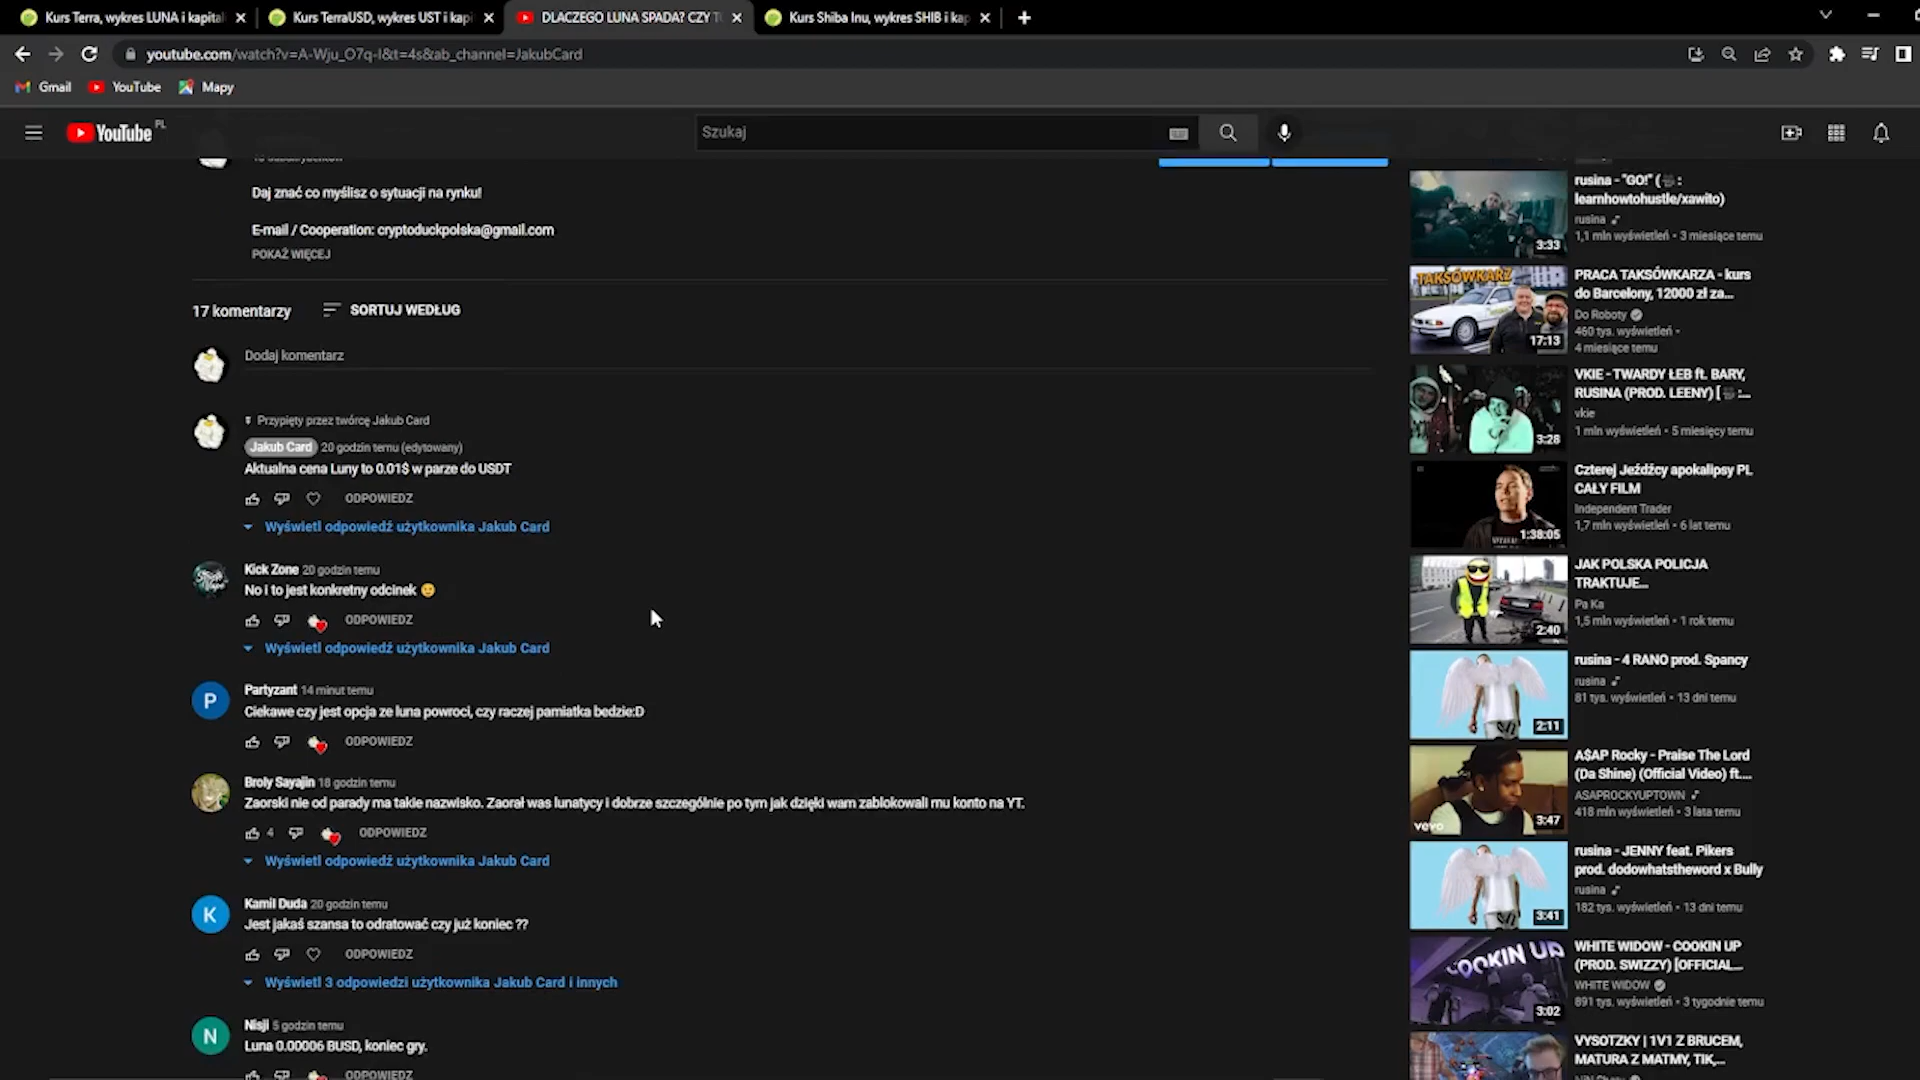 Kurs Terra, wykres LUNA i kapital
Kurs TerraUSD, wykres UST i kapi
DLACZEGO LUNA SPADA? CZY T
Kurs Shiba Inu, wykres SHIB i kap
youtube.com/watch?v=A-Wju_O7q-I&t=4s&ab_channel=JakubCard
Gmail
YouTube
Mapy
YouTube PL
Szukaj
Daj znać co myślisz o sytuacji na rynku!
E-mail / Cooperation: cryptoduckpolska@gmail.com
POKAŻ WIĘCEJ
17 komentarzy
SORTUJ WEDŁUG
Dodaj komentarz
Przypięty przez twórcę Jakub Card
Jakub Card 20 godzin temu (edytowany)
Aktualna cena Luny to 0.01$ w parze do USDT
ODPOWIEDZ
Wyświetl odpowiedź użytkownika Jakub Card
Kick Zone 20 godzin temu
No i to jest konkretny odcinek
ODPOWIEDZ
Wyświetl odpowiedź użytkownika Jakub Card
P
Partyzant 14 minut temu
Ciekawe czy jest opcja ze luna powroci, czy raczej pamiatka bedzie:D
ODPOWIEDZ
Broly Sayajin 18 godzin temu
Zaorski nie od parady ma takie nazwisko. Zaorał was lunatycy i dobrze szczególnie po tym jak dzięki wam zablokowali mu konto na YT.
4
ODPOWIEDZ
Wyświetl odpowiedź użytkownika Jakub Card
K
Kamil Duda 20 godzin temu
Jest jakaś szansa to odratować czy już koniec ??
ODPOWIEDZ
Wyświetl 3 odpowiedzi użytkownika Jakub Card i innych
N
Nisji 5 godzin temu
Luna 0.00006 BUSD, koniec gry.
ODPOWIEDZ
3:33
rusina - "GO!" ( :
learnhowtohustle/xawito)
rusina
1,1 mln wyświetleń • 3 miesiące temu
TAKSÓWKARZ
17:13
PRACA TAKSÓWKARZA - kurs
do Barcelony, 12000 zł za...
Do Roboty
460 tys. wyświetleń •
4 miesiące temu
3:28
VKIE - TWARDY ŁEB ft. BARY,
RUSINA (PROD. LEENY) [ :...
vkie
1 mln wyświetleń • 5 miesięcy temu
1:38:05
Czterej Jeźdźcy apokalipsy PL
CAŁY FILM
Independent Trader
1,7 mln wyświetleń • 6 lat temu
2:40
JAK POLSKA POLICJA
TRAKTUJE...
Pa Ka
1,5 mln wyświetleń • 1 rok temu
2:11
rusina - 4 RANO prod. Spancy
rusina
81 tys. wyświetleń • 13 dni temu
vevo
3:47
A$AP Rocky - Praise The Lord
(Da Shine) (Official Video) ft....
ASAPROCKYUPTOWN
418 mln wyświetleń • 3 lata temu
3:41
rusina - JENNY feat. Pikers
prod. dodowhatstheword x Bully
rusina
182 tys. wyświetleń • 13 dni temu
COOKIN UP
3:02
WHITE WIDOW - COOKIN UP
(PROD. SWIZZY) [OFFICIAL...
WHITE WIDOW
891 tys. wyświetleń • 3 tygodnie temu
VYSOTZKY | 1V1 Z BRUCEM,
MATURA Z MATMY, TIK,...